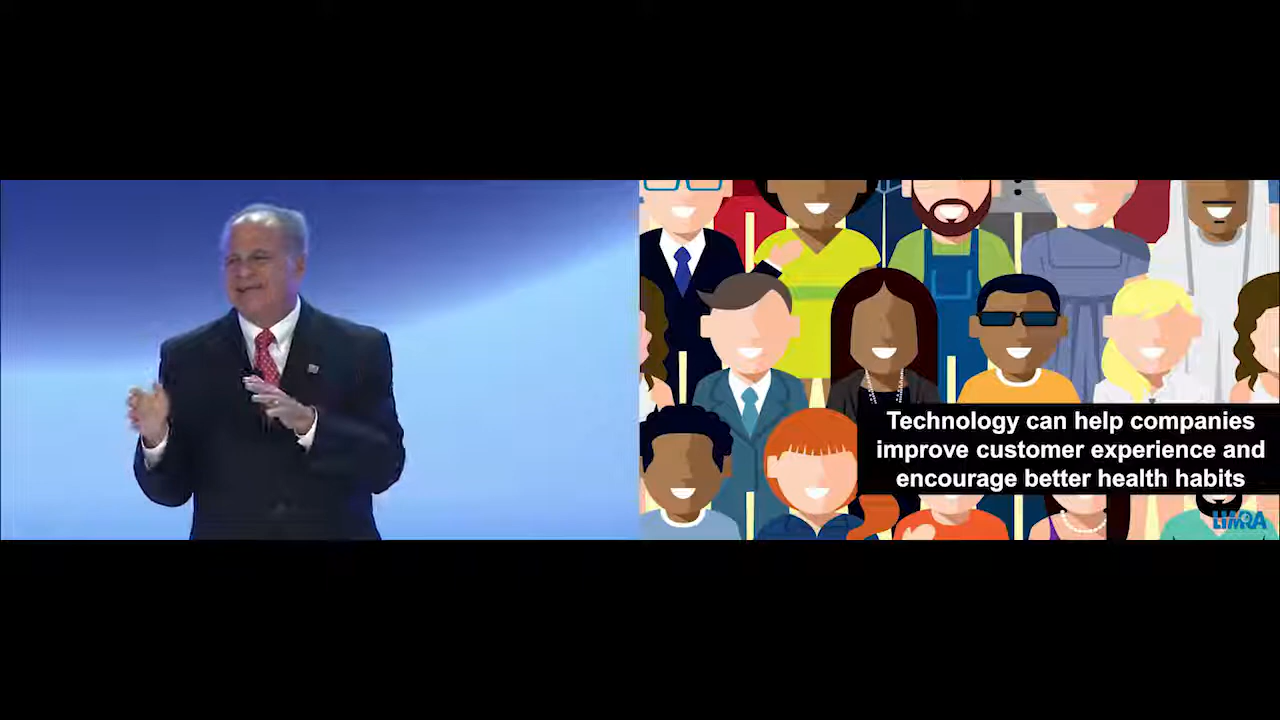 Technology can help companies
improve customer experience and
encourage better health habits
LIMRA